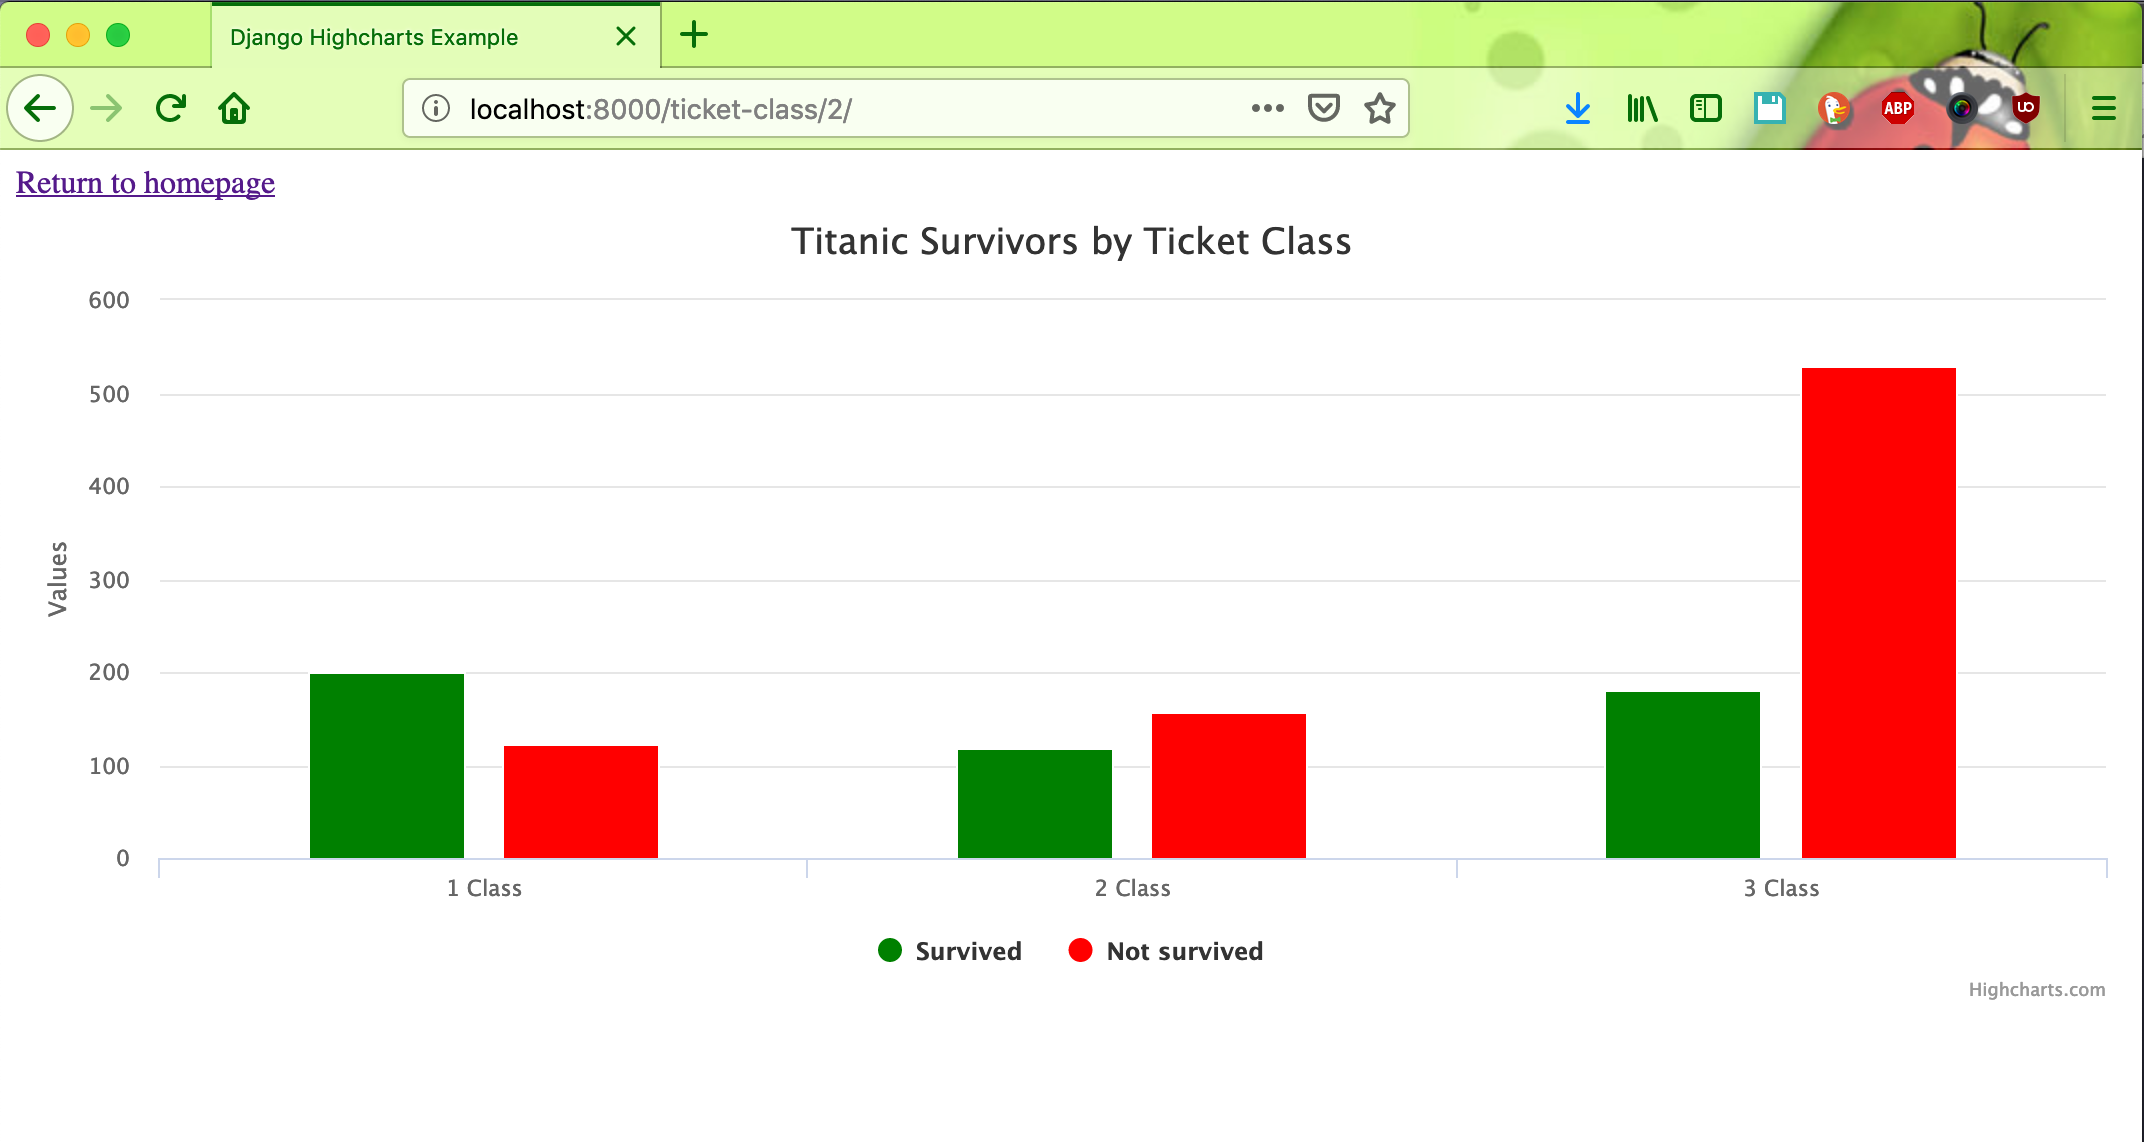 Django Highcharts Example
localhost:8000/ticket-class/2/
ABP
Return to homepage
Titanic Survivors by Ticket Class
600
500
400
300
200
100
0
Values
1 Class 2 Class 3 Class
Survived Not survived
Highcharts.com